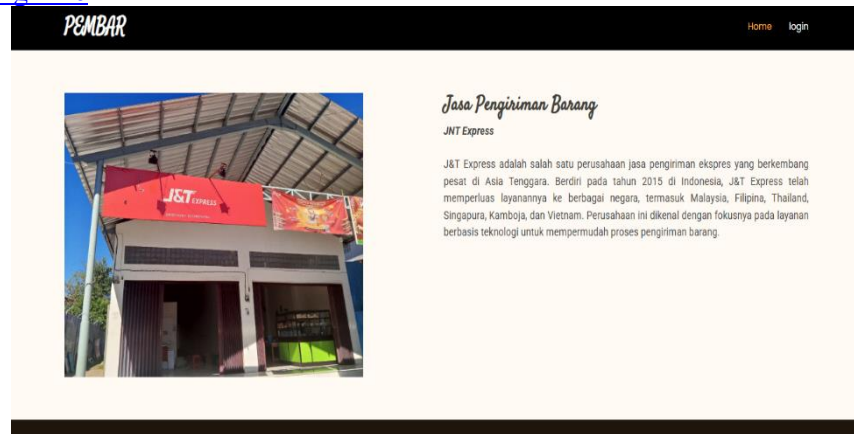 PEMBAR
Home login
J&T EXPRESS
Jasa Pengiriman Barang
JNT Express
J&T Express adalah salah satu perusahaan jasa pengiriman ekspres yang berkembang
pesat di Asia Tenggara. Berdiri pada tahun 2015 di Indonesia, J&T Express telah
memperluas layanannya ke berbagai negara, termasuk Malaysia, Filipina, Thailand,
Singapura, Kamboja, dan Vietnam. Perusahaan ini dikenal dengan fokusnya pada layanan
berbasis teknologi untuk mempermudah proses pengiriman barang.